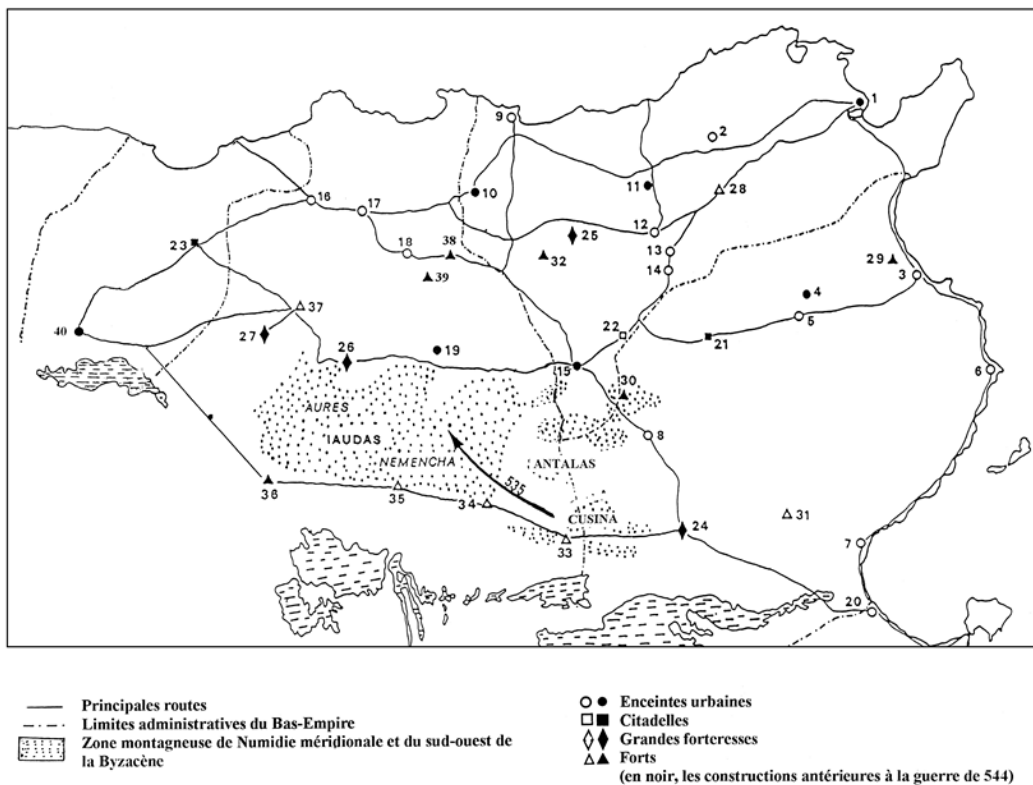 1
2
9
28
11
10
16
17
12
13
14
23
18
38
25
32
39
29
3
4
5
37
27
26
40
19
22
21
15
30
6
AURES
IAUDAS
NEMENCHA
8
ANTALAS
535
CUSINA
36
35
34
33
24
31
7
20
Principales routes
Limites administratives du Bas-Empire
Zone montagneuse de Numidie méridionale et du sud-ouest de
la Byzacène
Enceintes urbaines
Citadelles
Grandes forteresses
Forts
(en noir, les constructions antérieures à la guerre de 544)